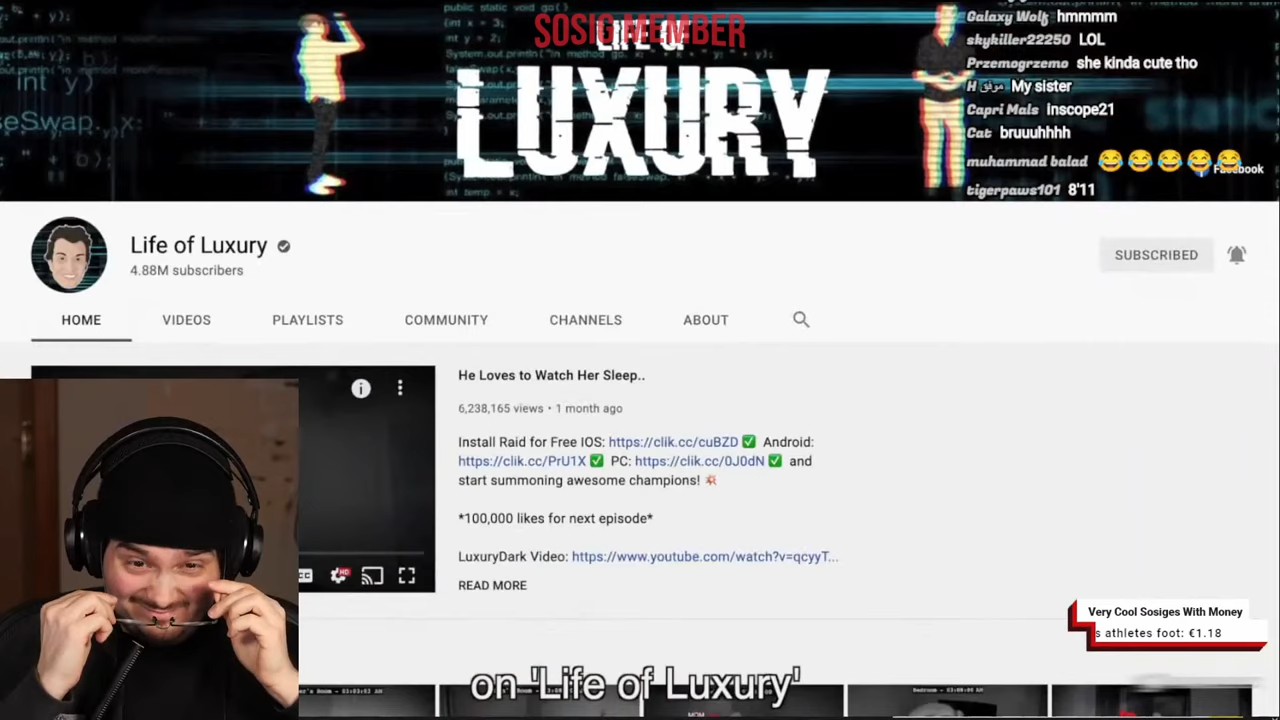 SOSIG MEMBER
LIFE OF
LUXURY
Galaxy Wolf hmmmm
skykiller22250 LOL
Przemogrzemo she kinda cute tho
H موفق My sister
Capri Mals inscope21
Cat bruuuhhhh
muhammad balad 😂😂😂😂😂
Facebook
tigerpaws101 8'11
Life of Luxury
4.88M subscribers
SUBSCRIBED
HOME
VIDEOS
PLAYLISTS
COMMUNITY
CHANNELS
ABOUT
He Loves to Watch Her Sleep..
6,238,165 views • 1 month ago
Install Raid for Free IOS: https://clik.cc/cuBZD ✅ Android:
https://clik.cc/PrU1X ✅ PC: https://clik.cc/0J0dN ✅ and
start summoning awesome champions! 💥
*100,000 likes for next episode*
LuxuryDark Video: https://www.youtube.com/watch?v=qcyyT...
READ MORE
HD
Very Cool Sosiges With Money
s athletes foot: €1.18
on 'Life of Luxury'